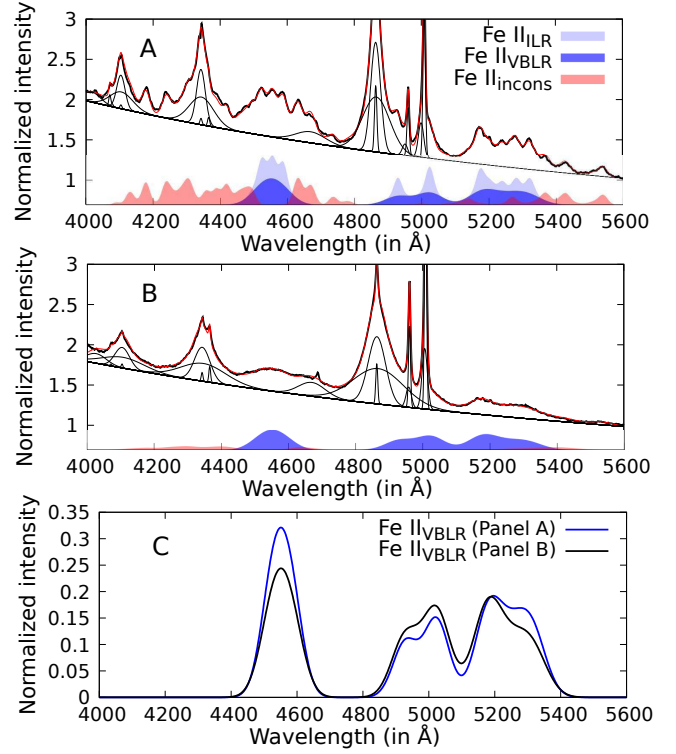 Normalized intensity
3
2.5
2
1.5
1
A
Fe II_ILR
Fe II_VBLR
Fe II_incons
4000 4200 4400 4600 4800 5000 5200 5400 5600
Wavelength (in Å)
Normalized intensity
3
2.5
2
1.5
1
B
4000 4200 4400 4600 4800 5000 5200 5400 5600
Wavelength (in Å)
Normalized intensity
0.35
0.3
0.25
0.2
0.15
0.1
0.05
0
C
Fe II_VBLR (Panel A)
Fe II_VBLR (Panel B)
4000 4200 4400 4600 4800 5000 5200 5400 5600
Wavelength (in Å)